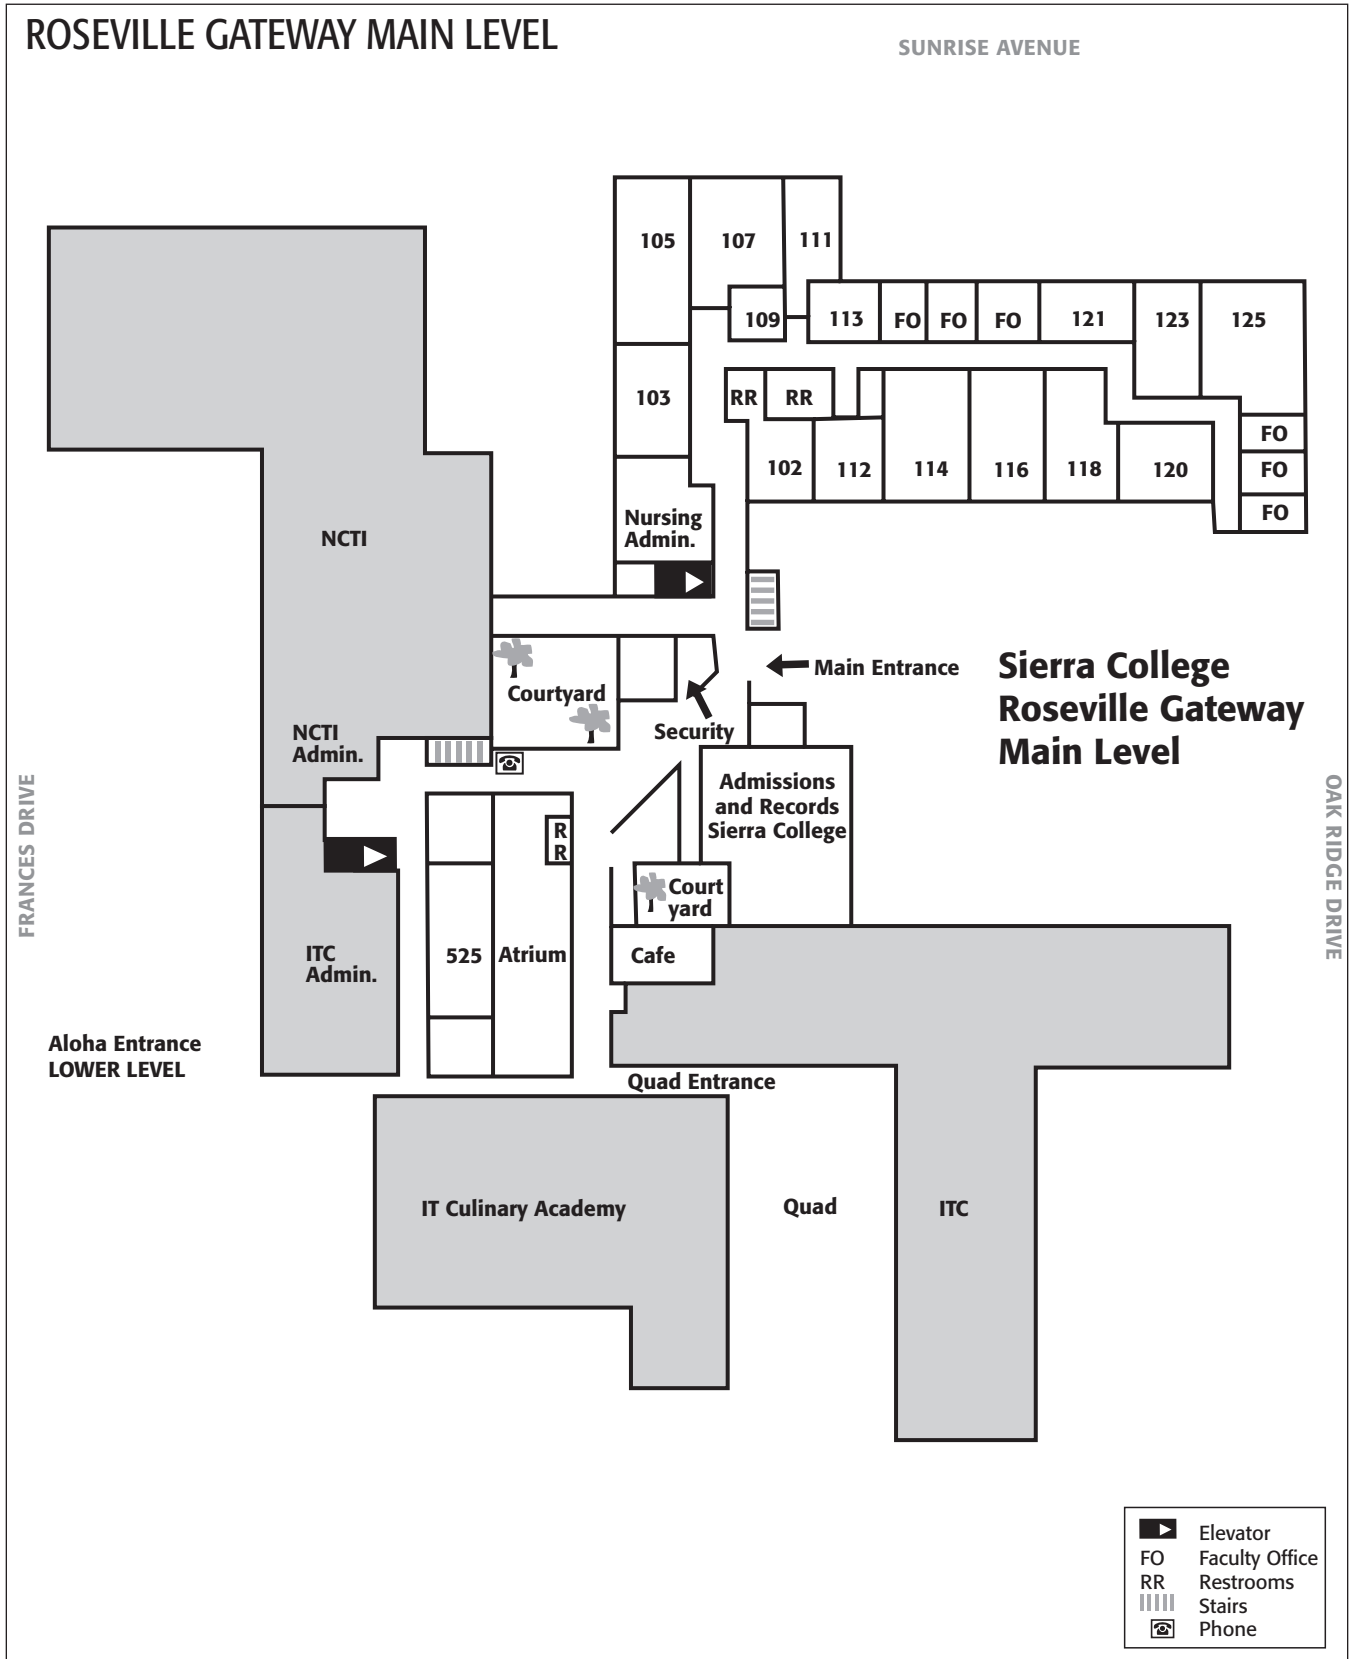 ROSEVILLE GATEWAY MAIN LEVEL
SUNRISE AVENUE
105
107
111
109
113
FO
FO
FO
121
123
125
103
RR
RR
FO
FO
FO
102
112
114
116
118
120
Nursing
Admin.
NCTI
Main Entrance
Sierra College
Roseville Gateway
Main Level
Courtyard
Security
NCTI
Admin.
Admissions
and Records
Sierra College
FRANCES DRIVE
OAK RIDGE DRIVE
R
R
Court
yard
ITC
Admin.
525
Atrium
Cafe
Aloha Entrance
LOWER LEVEL
Quad Entrance
IT Culinary Academy
Quad
ITC
Elevator
FO Faculty Office
RR Restrooms
Stairs
Phone